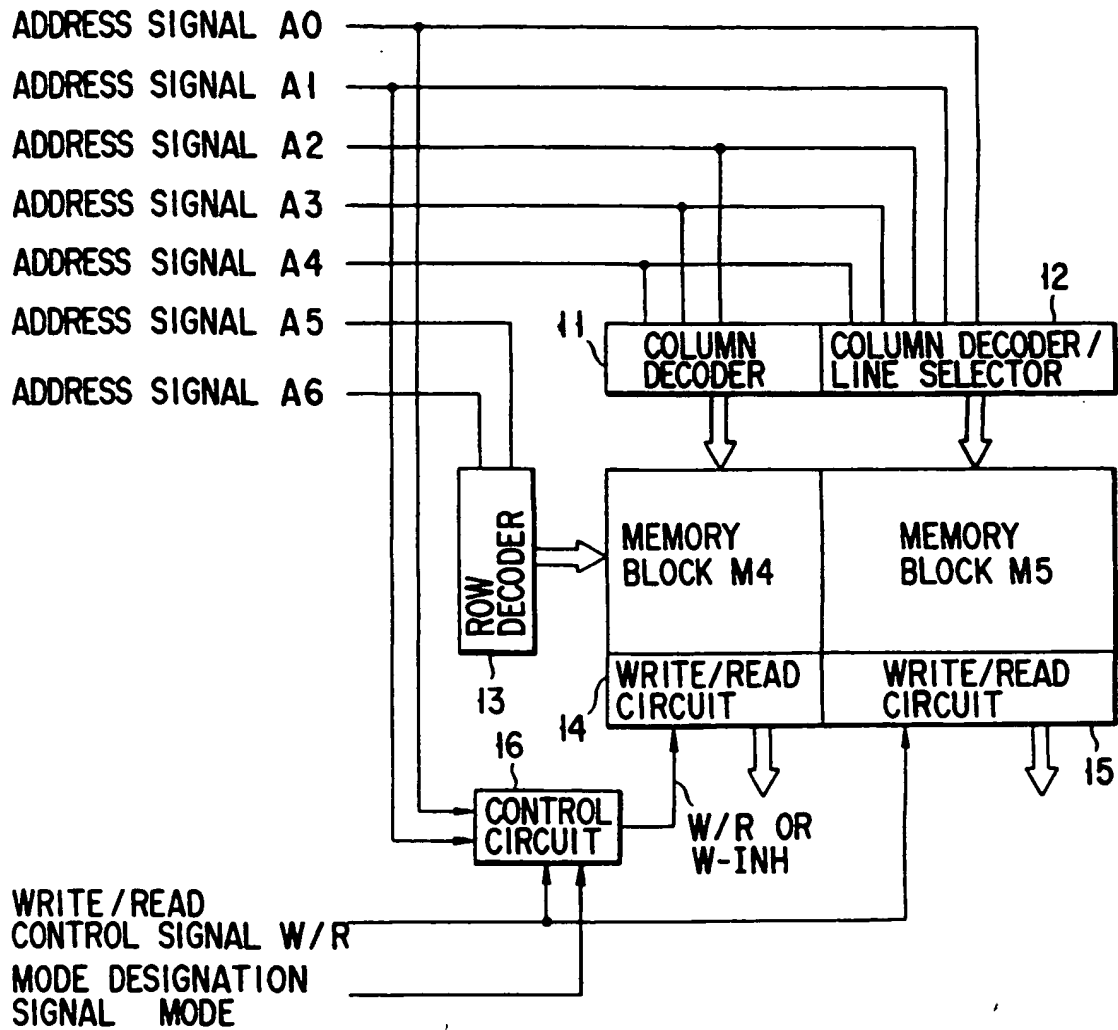 ADDRESS SIGNAL A0
ADDRESS SIGNAL A1
ADDRESS SIGNAL A2
ADDRESS SIGNAL A3
ADDRESS SIGNAL A4
ADDRESS SIGNAL A5
ADDRESS SIGNAL A6
11
12
COLUMN
DECODER
COLUMN DECODER/
LINE SELECTOR
ROW
DECODER
13
MEMORY
BLOCK M4
MEMORY
BLOCK M5
WRITE/READ
CIRCUIT
WRITE/READ
CIRCUIT
14
15
16
CONTROL
CIRCUIT
W/R OR
W-INH
WRITE/READ
CONTROL SIGNAL W/R
MODE DESIGNATION
SIGNAL MODE